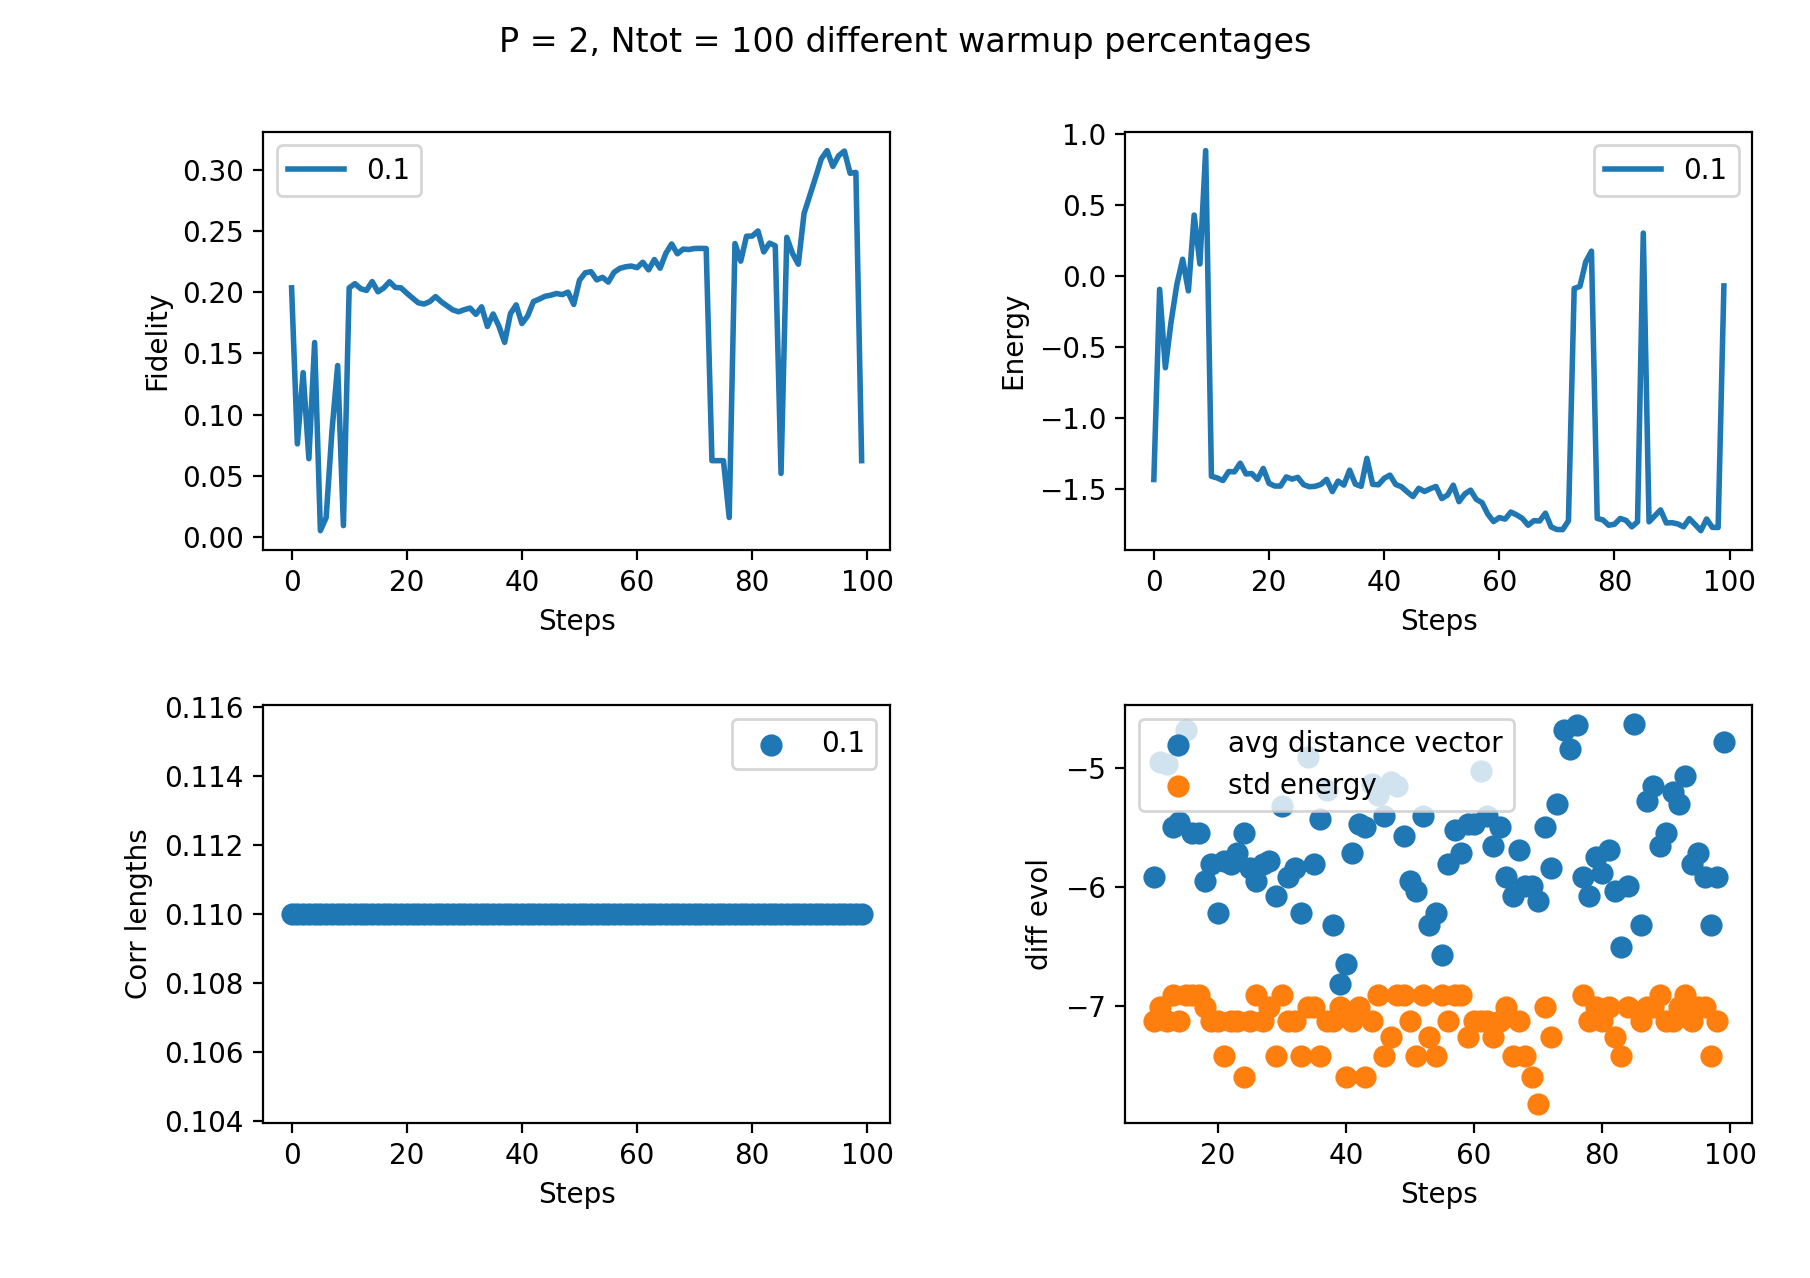 P = 2, Ntot = 100 different warmup percentages
0.30
0.25
0.20
0.15
0.10
0.05
0.00
Fidelity
0.1
0 20 40 60 80 100
Steps
1.0
0.5
0.0
−0.5
−1.0
−1.5
Energy
0.1
0 20 40 60 80 100
Steps
0.116
0.114
0.112
0.110
0.108
0.106
0.104
Corr lengths
0.1
0 20 40 60 80 100
Steps
−5
−6
−7
diff evol
avg distance vector
std energy
20 40 60 80 100
Steps